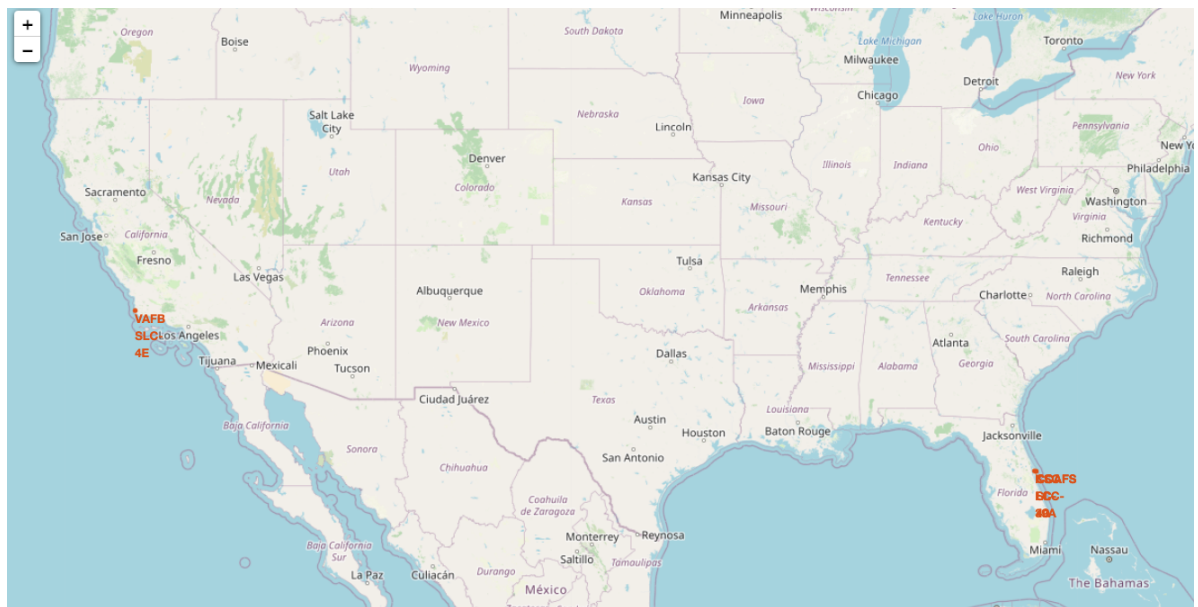 +
−
Oregon
Boise
South Dakota
Minneapolis
Wisconsin
Lake Huron
Toronto
Wyoming
Lake Michigan
Milwaukee
Detroit
New York
Chicago
Iowa
Nebraska
Salt Lake
City
Lincoln
Pennsylvania
New Yo
Ohio
Illinois
Indiana
Philadelphia
Denver
Utah
Colorado
Kansas City
Sacramento
Nevada
Kansas
Missouri
West Virginia
Washington
Virginia
Kentucky
San Jose
California
Richmond
Fresno
Las Vegas
Tulsa
Raleigh
Tennessee
Albuquerque
Oklahoma
Memphis
Charlotte
North Carolina
Arkansas
VAFB
SLC-
4E
Los Angeles
Arizona
New Mexico
South Carolina
Atlanta
Phoenix
Dallas
Tijuana
Mexicali
Tucson
Mississippi
Alabama
Georgia
Ciudad Juárez
Texas
Louisiana
Austin
Baja California
Houston
Baton Rouge
Jacksonville
Sonora
San Antonio
Chihuahua
Florida
Coahuila
de Zaragoza
Monterrey
Reynosa
Baja California
Sur
Saltillo
Miami
Nassau
Tamaulipas
Durango
La Paz
Culiacán
The Bahamas
México